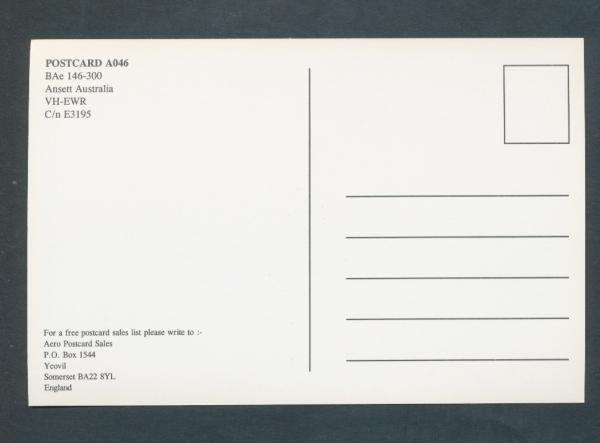 POSTCARD A046
BAe 146-300
Ansett Australia
VH-EWR
C/n E3195
For a free postcard sales list please write to :-
Aero Postcard Sales
P.O. Box 1544
Yeovil
Somerset BA22 8YL
England